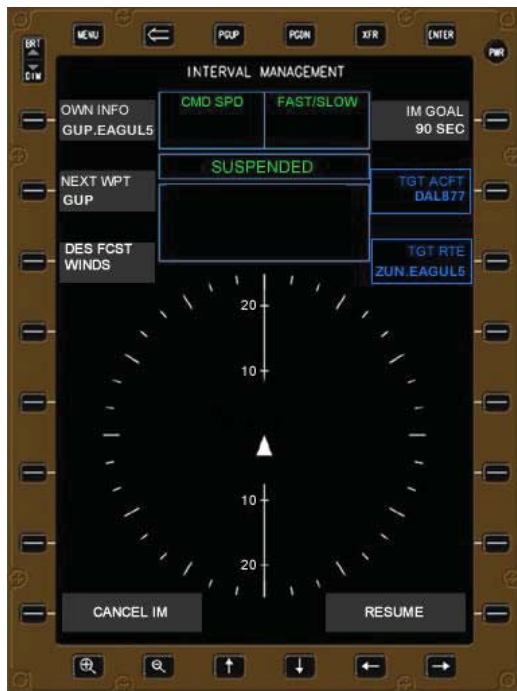 MENU
PGUP
PGDN
XFR
ENTER
BRT
DIM
PWR
INTERVAL MANAGEMENT
OWN INFO
GUP.EAGUL5
CMD SPD
FAST/SLOW
IM GOAL
90 SEC
SUSPENDED
NEXT WPT
GUP
TGT ACFT
DAL877
DES FCST
WINDS
TGT RTE
ZUN.EAGUL5
20
10
10
20
CANCEL IM
RESUME